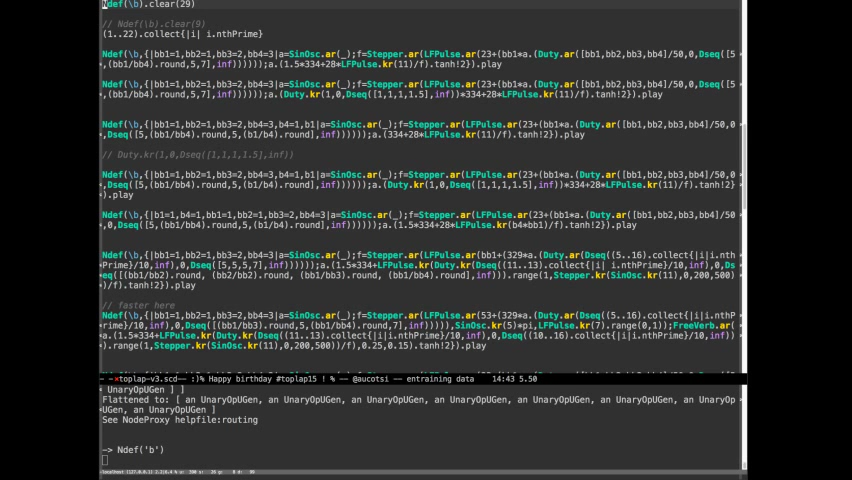 Ndef(\b).clear(29)
// Ndef(\b).clear(9)
(1..22).collect{|i| i.nthPrime}
Ndef(\b,{|bb1=1,bb2=1,bb3=2,bb4=3|a=SinOsc.ar(_);f=Stepper.ar(LFPulse.ar(23+(bb1*a.(Duty.ar([bb1,bb2,bb3,bb4]/50,0,Dseq([5
,(bb1/bb4).round,5,7],inf))))));a.(1.5*334+28*LFPulse.kr(11)/f).tanh!2}).play
Ndef(\b,{|bb1=1,bb2=1,bb3=2,bb4=3|a=SinOsc.ar(_);f=Stepper.ar(LFPulse.ar(23+(bb1*a.(Duty.ar([bb1,bb2,bb3,bb4]/50,0,Dseq([5
,(bb1/bb4).round,5,7],inf))))));a.(Duty.kr(1,0,Dseq([1,1,1,1.5],inf))*334+28*LFPulse.kr(11)/f).tanh!2}).play
Ndef(\b,{|bb1=1,bb2=1,bb3=2,bb4=3,b4=1,b1|a=SinOsc.ar(_);f=Stepper.ar(LFPulse.ar(23+(bb1*a.(Duty.ar([bb1,bb2,bb3,bb4]/50,0
,Dseq([5,(bb1/bb4).round,5,(b1/b4).round],inf))))));a.(334+28*LFPulse.kr(11)/f).tanh!2}).play
// Duty.kr(1,0,Dseq([1,1,1,1.5],inf))
Ndef(\b,{|bb1=1,bb2=1,bb3=2,bb4=3,b4=1,b1|a=SinOsc.ar(_);f=Stepper.ar(LFPulse.ar(23+(bb1*a.(Duty.ar([bb1,bb2,bb3,bb4]/50,0
,Dseq([5,(bb1/bb4).round,5,(b1/b4).round],inf))))));a.(Duty.kr(1,0,Dseq([1,1,1,1.5],inf))*334+28*LFPulse.kr(11)/f).tanh!2}
).play
Ndef(\b,{|b1=1,b4=1,bb1=1,bb2=1,bb3=2,bb4=3|a=SinOsc.ar(_);f=Stepper.ar(LFPulse.ar(23+(bb1*a.(Duty.ar([bb1,bb2,bb3,bb4]/50
,0,Dseq([5,(bb1/bb4).round,5,(b1/b4).round],inf))))));a.(1.5*334+28*LFPulse.kr(b4*bb1)/f).tanh!2}).play
Ndef(\b,{|bb1=1,bb2=1,bb3=2,bb4=3|a=SinOsc.ar(_);f=Stepper.ar(LFPulse.ar(bb1+(329*a.(Duty.ar(Dseq((5..16).collect{|i|i.nth
Prime}/10,inf),0,Dseq([5,5,5,7],inf))))));a.(1.5*334+LFPulse.kr(Duty.kr(Dseq((11..13).collect{|i|i.nthPrime}/10,inf),0,Ds
eq([(bb1/bb2).round, (bb2/bb3).round, (bb1/bb3).round, (bb1/bb4).round],inf))).range(1,Stepper.kr(SinOsc.kr(11),0,200,500)
)/f).tanh!2}).play
// faster here
Ndef(\b,{|bb1=1,bb2=1,bb3=2,bb4=3|a=SinOsc.ar(_);f=Stepper.ar(LFPulse.ar(53+(329*a.(Duty.ar(Dseq((5..16).collect{|i|i.nthP
rime}/10,inf),0,Dseq([(bb1/bb3).round,5,(bb1/bb4).round,7],inf))))),SinOsc.kr(5)*pi,LFPulse.kr(7).range(0,1));FreeVerb.ar(
a.(1.5*334+LFPulse.kr(Duty.kr(Dseq((11..13).collect{|i|i.nthPrime}/10,inf),0,Dseq((10..16).collect{|i|i.nthPrime}/10,inf))
).range(1,Stepper.kr(SinOsc.kr(11),0,200,500))/f),0.25,0.15).tanh!2}).play
- -*toplap-v3.scd-- :)% Happy birthday #toplap15 ! % -- @aucotsi -- entraining data 14:43 5.50
UnaryOpUGen ] ]
Flattened to: [ an UnaryOpUGen, an UnaryOpUGen, an UnaryOpUGen, an UnaryOpUGen, an UnaryOpUGen, an UnaryOpUGen, an UnaryOp
UGen, an UnaryOpUGen ]
See NodeProxy helpfile:routing
-> Ndef('b')